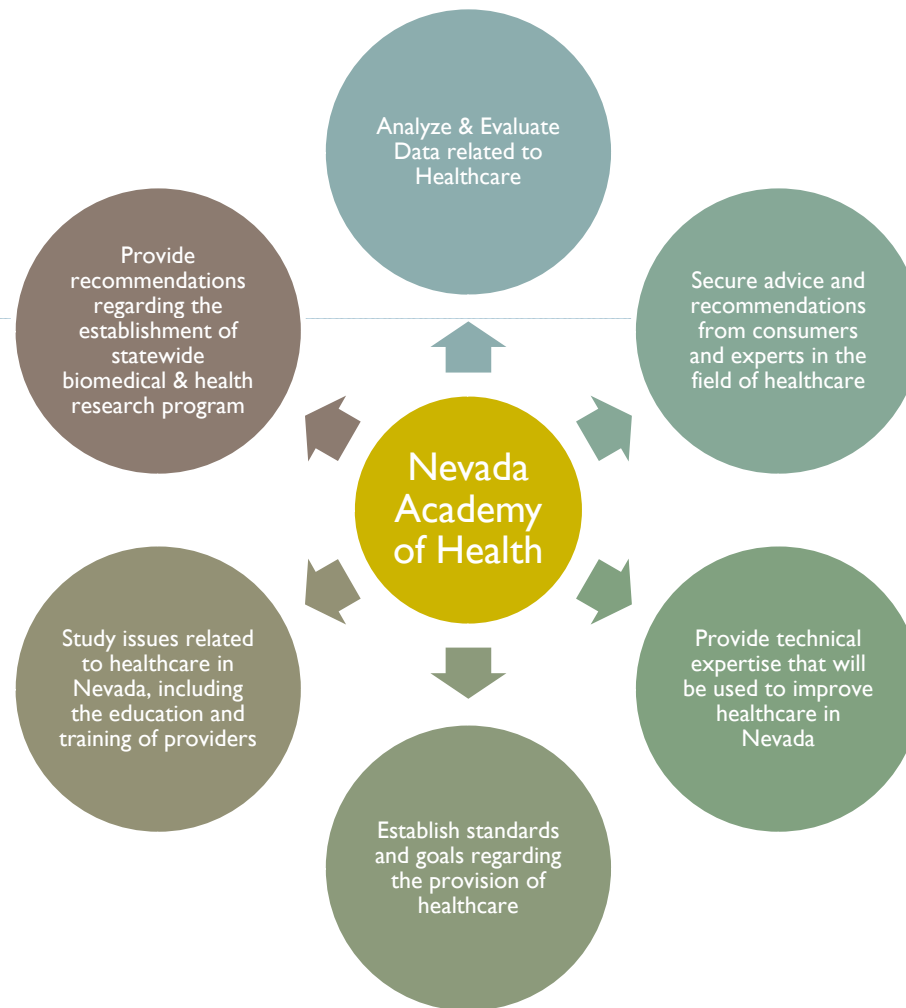 Analyze & Evaluate
Data related to
Healthcare
Provide
recommendations
regarding the
establishment of
statewide
biomedical & health
research program
Secure advice and
recommendations
from consumers
and experts in the
field of healthcare
Nevada
Academy
of Health
Study issues related
to healthcare in
Nevada, including
the education and
training of providers
Provide technical
expertise that will
be used to improve
healthcare in
Nevada
Establish standards
and goals regarding
the provision of
healthcare